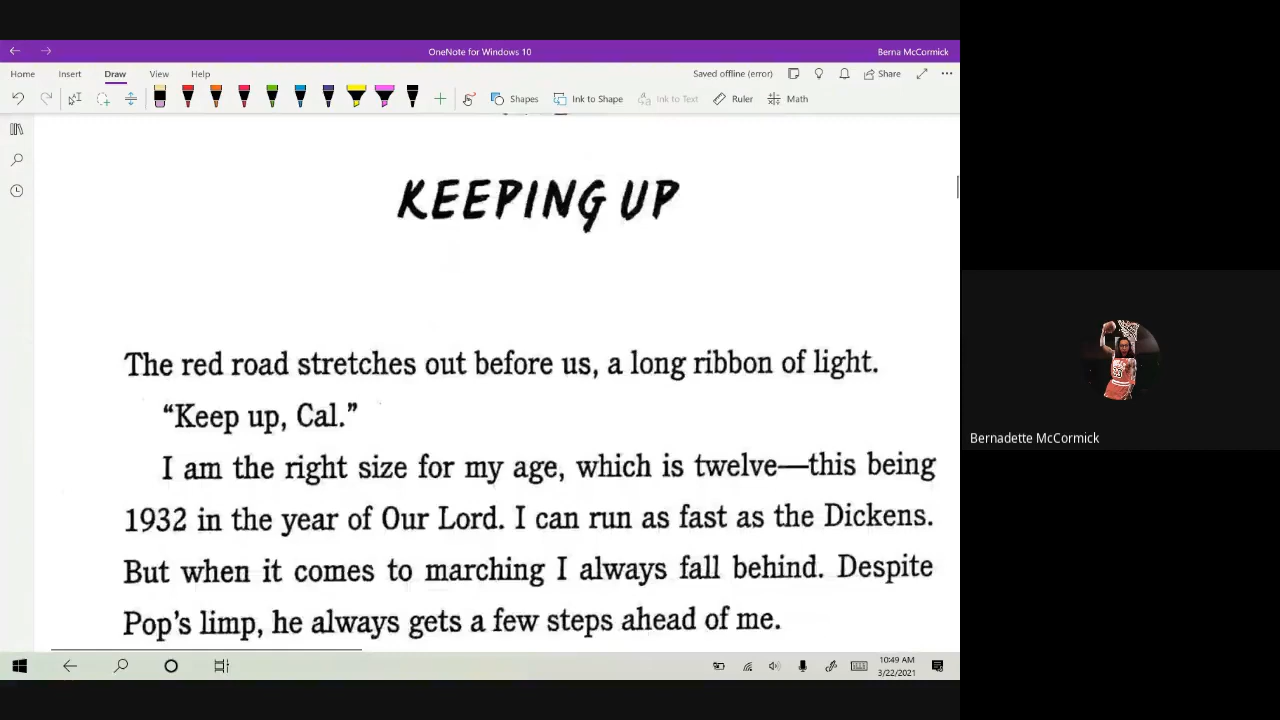 OneNote for Windows 10
Berna McCormick
Home Insert Draw View Help
Saved offline (error)
Share
Shapes Ink to Shape Ink to Text Ruler Math
KEEPING UP
The red road stretches out before us, a long ribbon of light.
“Keep up, Cal.”
I am the right size for my age, which is twelve—this being
1932 in the year of Our Lord. I can run as fast as the Dickens.
But when it comes to marching I always fall behind. Despite
Pop’s limp, he always gets a few steps ahead of me.
Bernadette McCormick
10:49 AM
3/22/2021